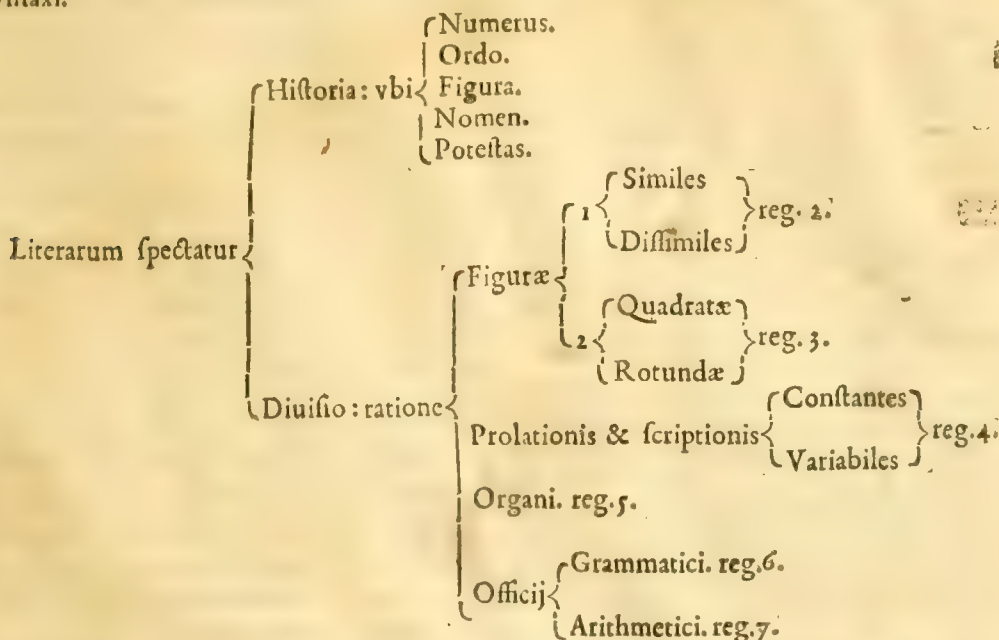 Numerus.
Ordo.
Hiſtoria: vbi Figura.
Nomen.
Poteſtas.
Similes
1 reg. 2.
Diſſimiles
Literarum ſpectatur
Figuræ
Quadratæ
2 reg. 3.
Rotundæ
Diuiſio: ratione
Conſtantes
Prolationis & ſcriptionis reg. 4.
Variabiles
Organi. reg. 5.
Grammatici. reg. 6.
Officij
Arithmetici. reg. 7.